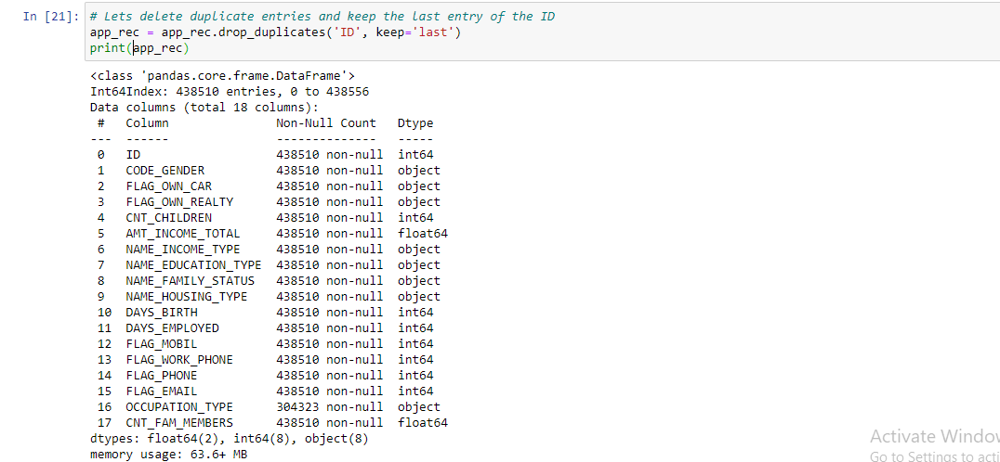 In [21]: # Lets delete duplicate entries and keep the last entry of the ID
app_rec = app_rec.drop_duplicates('ID', keep='last')
print(app_rec)
<class 'pandas.core.frame.DataFrame'>
Int64Index: 438510 entries, 0 to 438556
Data columns (total 18 columns):
 #   Column               Non-Null Count   Dtype
---  ------               --------------   -----
 0   ID                   438510 non-null  int64
 1   CODE_GENDER          438510 non-null  object
 2   FLAG_OWN_CAR         438510 non-null  object
 3   FLAG_OWN_REALTY      438510 non-null  object
 4   CNT_CHILDREN         438510 non-null  int64
 5   AMT_INCOME_TOTAL     438510 non-null  float64
 6   NAME_INCOME_TYPE     438510 non-null  object
 7   NAME_EDUCATION_TYPE  438510 non-null  object
 8   NAME_FAMILY_STATUS   438510 non-null  object
 9   NAME_HOUSING_TYPE    438510 non-null  object
 10  DAYS_BIRTH           438510 non-null  int64
 11  DAYS_EMPLOYED        438510 non-null  int64
 12  FLAG_MOBIL           438510 non-null  int64
 13  FLAG_WORK_PHONE      438510 non-null  int64
 14  FLAG_PHONE           438510 non-null  int64
 15  FLAG_EMAIL           438510 non-null  int64
 16  OCCUPATION_TYPE      304323 non-null  object
 17  CNT_FAM_MEMBERS      438510 non-null  float64
dtypes: float64(2), int64(8), object(8)
memory usage: 63.6+ MB
Activate Window
Go to Settings to acti